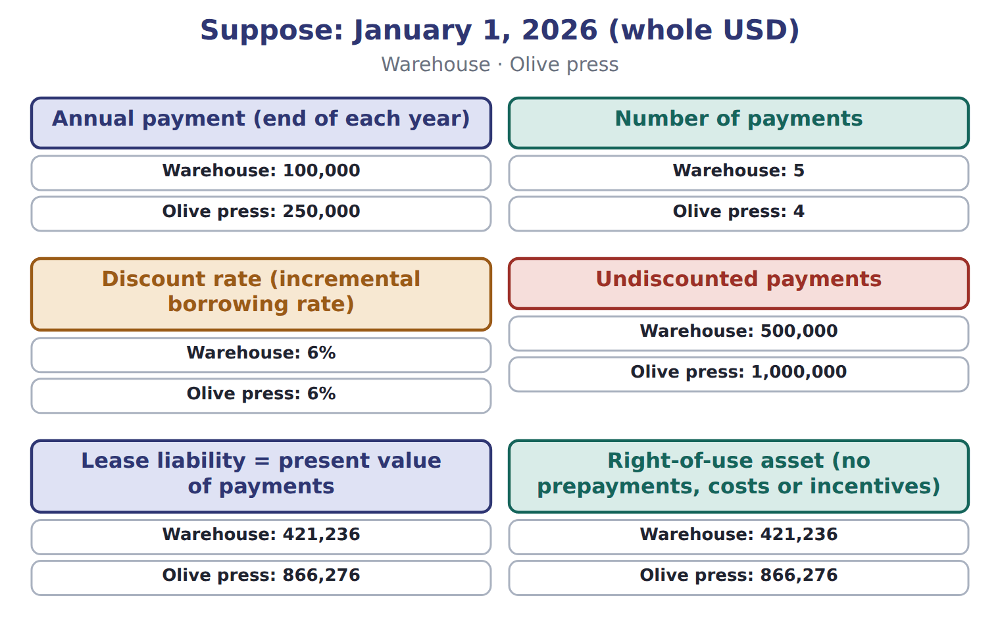 Suppose: January 1, 2026 (whole USD)
Warehouse · Olive press
Annual payment (end of each year)
Warehouse: 100,000
Olive press: 250,000
Number of payments
Warehouse: 5
Olive press: 4
Discount rate (incremental
borrowing rate)
Warehouse: 6%
Olive press: 6%
Undiscounted payments
Warehouse: 500,000
Olive press: 1,000,000
Lease liability = present value
of payments
Warehouse: 421,236
Olive press: 866,276
Right-of-use asset (no
prepayments, costs or incentives)
Warehouse: 421,236
Olive press: 866,276